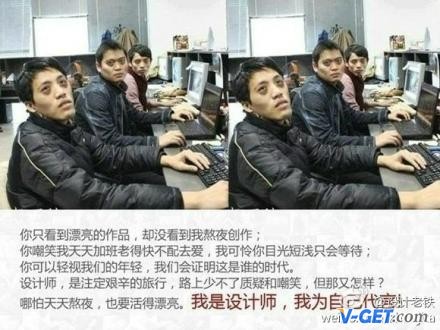 你只看到漂亮的作品,却没看到我熬夜创作;
你嘲笑我天天加班老得快不配去爱,我可怜你目光短浅只会等待;
你可以轻视我们的年轻,我们会证明这是谁的时代。
设计师,是注定艰辛的旅行,路上少不了质疑和嘲笑,但那又怎样?
哪怕天天熬夜,也要活得漂亮。我是设计师,我为自己代言!
V-GET.com